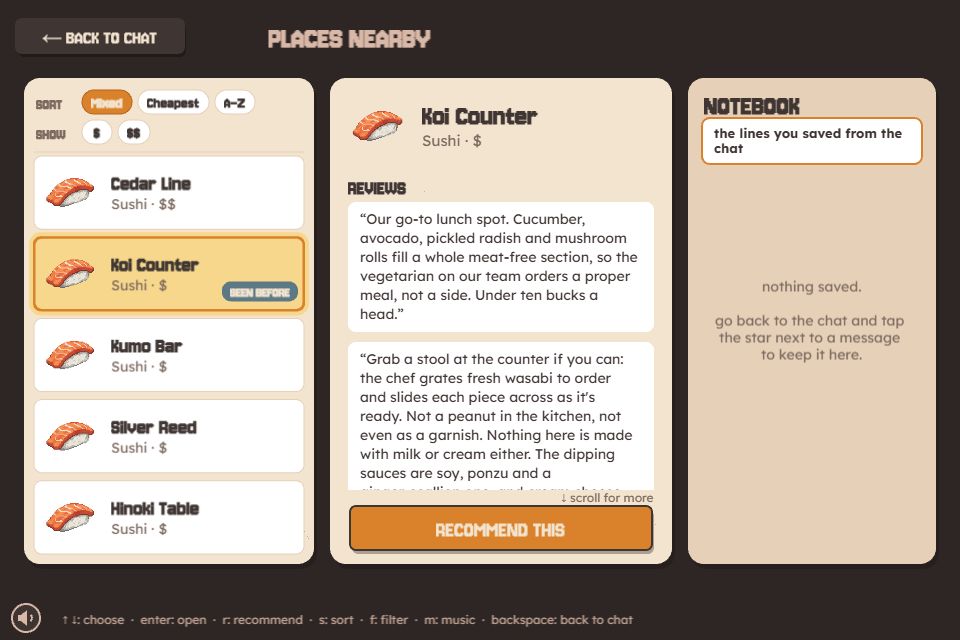 ← BACK TO CHAT
PLACES NEARBY
SORT Mixed Cheapest A-Z
SHOW $ $$
Cedar Line
Sushi · $$
Koi Counter
Sushi · $
SEEN BEFORE
Kumo Bar
Sushi · $
Silver Reed
Sushi · $
Hinoki Table
Sushi · $
Koi Counter
Sushi · $
REVIEWS
“Our go-to lunch spot. Cucumber,
avocado, pickled radish and mushroom
rolls fill a whole meat-free section, so the
vegetarian on our team orders a proper
meal, not a side. Under ten bucks a
head.”
“Grab a stool at the counter if you can:
the chef grates fresh wasabi to order
and slides each piece across as it's
ready. Not a peanut in the kitchen, not
even as a garnish. Nothing here is made
with milk or cream either. The dipping
sauces are soy, ponzu and a
↓ scroll for more
RECOMMEND THIS
NOTEBOOK
the lines you saved from the
chat
nothing saved.
go back to the chat and tap
the star next to a message
to keep it here.
↑↓: choose · enter: open · r: recommend · s: sort · f: filter · m: music · backspace: back to chat